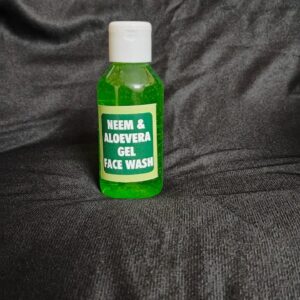 NEEM &
ALOEVERA
GEL
FACE WASH